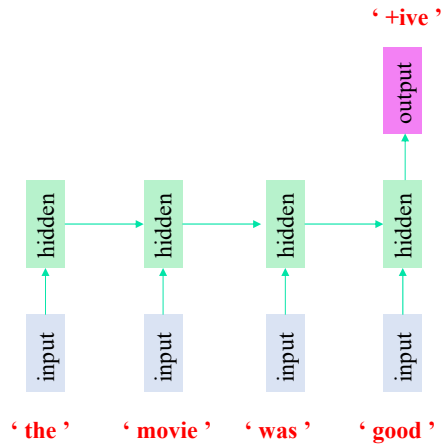 ‘ +ive ’
output
hidden hidden hidden hidden
input input input input
‘ the ’ ‘ movie ’ ‘ was ’ ‘ good ’